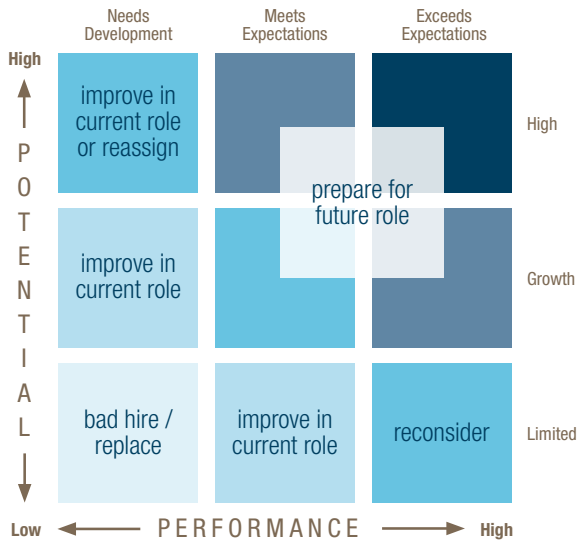 Needs
Development
Meets
Expectations
Exceeds
Expectations
High
POTENTIAL
Low
improve in
current role
or reassign
High
prepare for
future role
improve in
current role
Growth
bad hire /
replace
improve in
current role
reconsider
Limited
PERFORMANCE
High